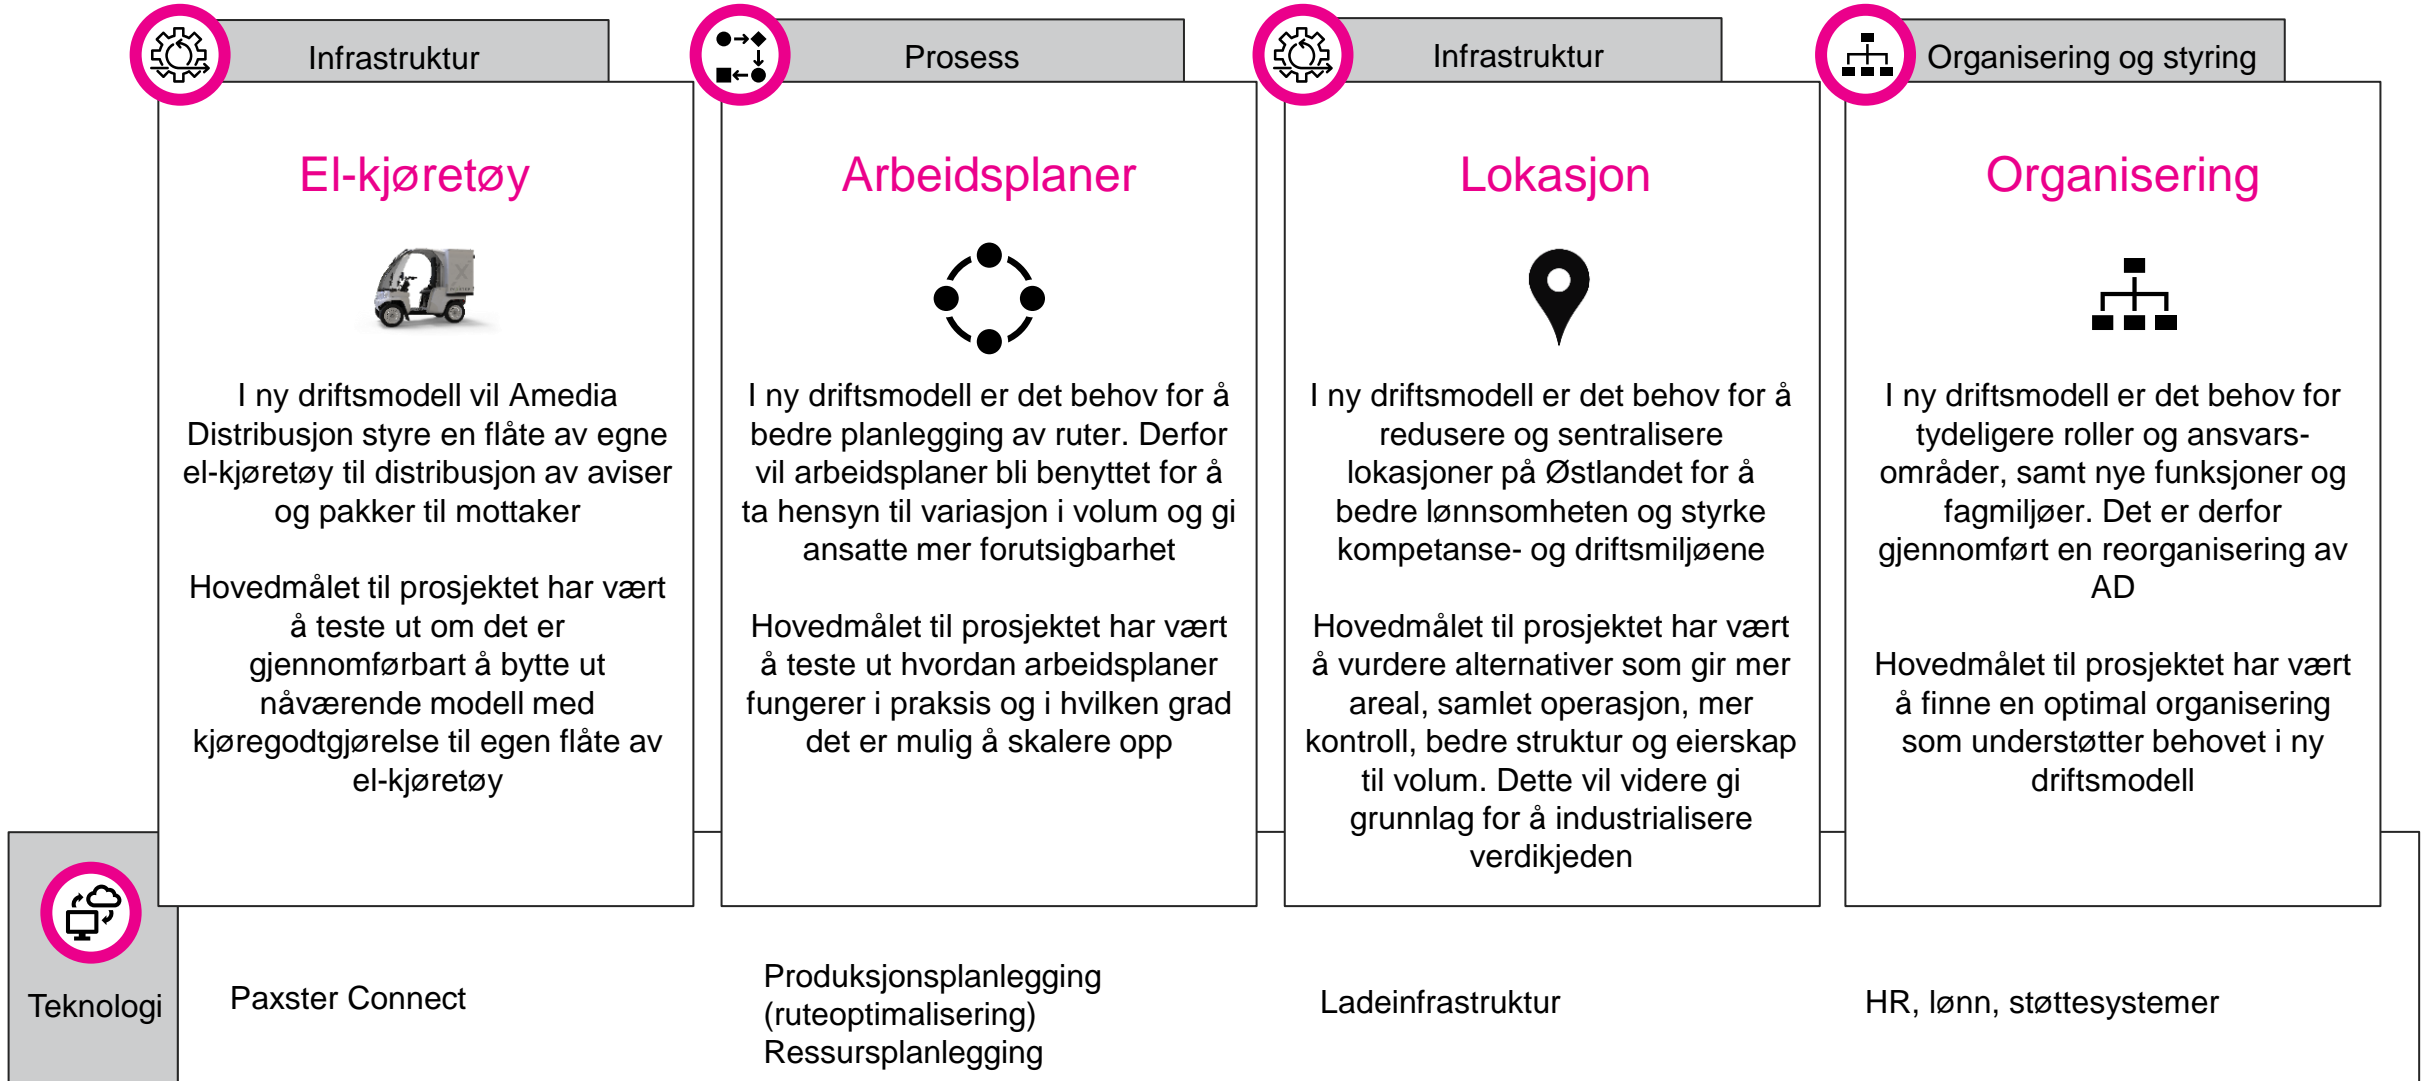 Infrastruktur
El-kjøretøy
I ny driftsmodell vil Amedia
Distribusjon styre en flåte av egne
el-kjøretøy til distribusjon av aviser
og pakker til mottaker
Hovedmålet til prosjektet har vært
å teste ut om det er
gjennomførbart å bytte ut
nåværende modell med
kjøregodtgjørelse til egen flåte av
el-kjøretøy
Prosess
Arbeidsplaner
I ny driftsmodell er det behov for å
bedre planlegging av ruter. Derfor
vil arbeidsplaner bli benyttet for å
ta hensyn til variasjon i volum og gi
ansatte mer forutsigbarhet
Hovedmålet til prosjektet har vært
å teste ut hvordan arbeidsplaner
fungerer i praksis og i hvilken grad
det er mulig å skalere opp
Infrastruktur
Lokasjon
I ny driftsmodell er det behov for å
redusere og sentralisere
lokasjoner på Østlandet for å
bedre lønnsomheten og styrke
kompetanse- og driftsmiljøene
Hovedmålet til prosjektet har vært
å vurdere alternativer som gir mer
areal, samlet operasjon, mer
kontroll, bedre struktur og eierskap
til volum. Dette vil videre gi
grunnlag for å industrialisere
verdikjeden
Organisering og styring
Organisering
I ny driftsmodell er det behov for
tydeligere roller og ansvars-
områder, samt nye funksjoner og
fagmiljøer. Det er derfor
gjennomført en reorganisering av
AD
Hovedmålet til prosjektet har vært
å finne en optimal organisering
som understøtter behovet i ny
driftsmodell
Teknologi
Paxster Connect
Produksjonsplanlegging
(ruteoptimalisering)
Ressursplanlegging
Ladeinfrastruktur
HR, lønn, støttesystemer